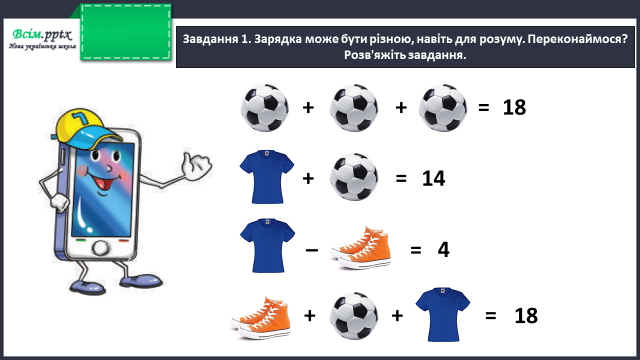 Всім.pptx
Нова українська школа
Завдання 1. Зарядка може бути різною, навіть для розуму. Переконаймося?
Розв'яжіть завдання.
+ + = 18
+ = 14
– = 4
+ + = 18